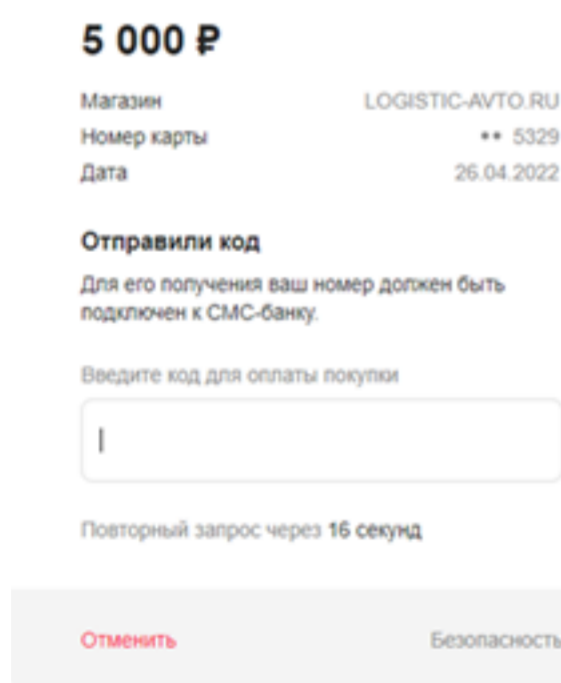 5 000 ₽
Магазин LOGISTIC-AVTO.RU
Номер карты •• 5329
Дата 26.04.2022
Отправили код
Для его получения ваш номер должен быть
подключен к СМС-банку.
Введите код для оплаты покупки
Повторный запрос через 16 секунд
Отменить Безопасность